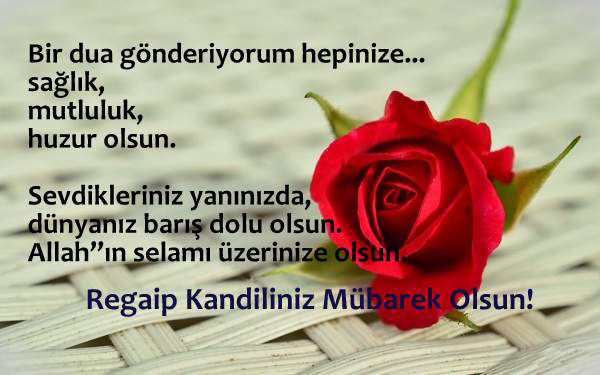 Bir dua gönderiyorum hepinize...
sağlık,
mutluluk,
huzur olsun.
Sevdikleriniz yanınızda,
dünyanız barış dolu olsun.
Allah”ın selamı üzerinize olsun.
Regaip Kandiliniz Mübarek Olsun!